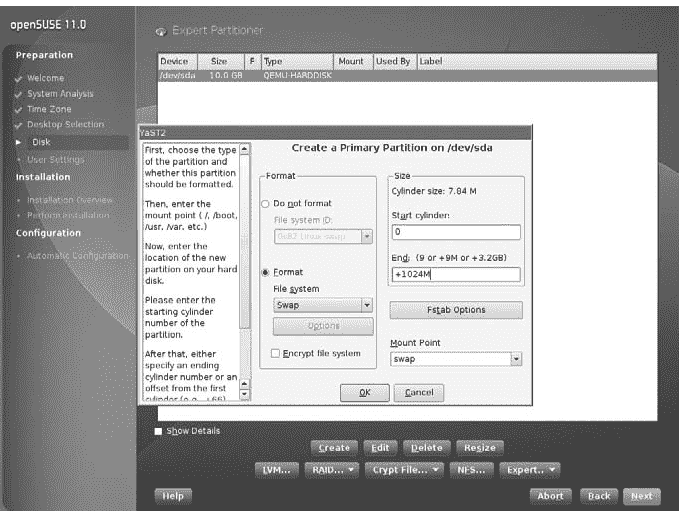 openSUSE 11.0
Preparation
Welcome
System Analysis
Time Zone
Desktop Selection
Disk
User Settings
Installation
Installation Overview
Perform Installation
Configuration
Automatic Configuration
Expert Partitioner
Device Size F Type Mount Used By Label
/dev/sda 10.0 GB QEMU-HARDDISK
YaST2
First, choose the type
of the partition and
whether this partition
should be formatted.
Then, enter the
mount point ( /, /boot,
/usr, /var, etc.)
Now, enter the
location of the new
partition on your hard
disk.
Please enter the
starting cylinder
number of the
partition.
After that, either
specify an ending
cylinder number or an
offset from the first
cylinder (e.g., +66)
Create a Primary Partition on /dev/sda
Format
Do not format
File system ID:
0x82 Linux swap
Format
File system
Swap
Options
Encrypt file system
Size
Cylinder size: 7.84 M
Start cylinder:
0
End: (9 or +9M or +3.2GB)
+1024M
Fstab Options
Mount Point
swap
OK Cancel
Show Details
Create Edit Delete Resize
LVM... RAID... Crypt File... NFS... Expert..
Help Abort Back Next